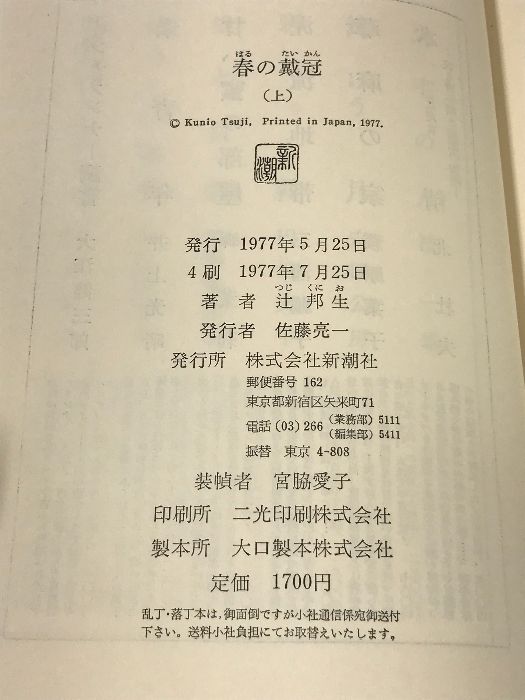 はる たい かん
春の戴冠
（上）
© Kunio Tsuji, Printed in Japan, 1977.
新潮
発行 1977年5月25日
4刷 1977年7月25日
つじ くに お
著者 辻邦生
発行者 佐藤亮一
発行所 株式会社新潮社
郵便番号 162
東京都新宿区矢来町71
電話 (03) 266 (業務部) 5111
(編集部) 5411
振替 東京 4-808
装幀者 宮脇愛子
印刷所 二光印刷株式会社
製本所 大口製本株式会社
定価 1700円
乱丁・落丁本は、御面倒ですが小社通信係宛御送付
下さい。送料小社負担にてお取替えいたします。